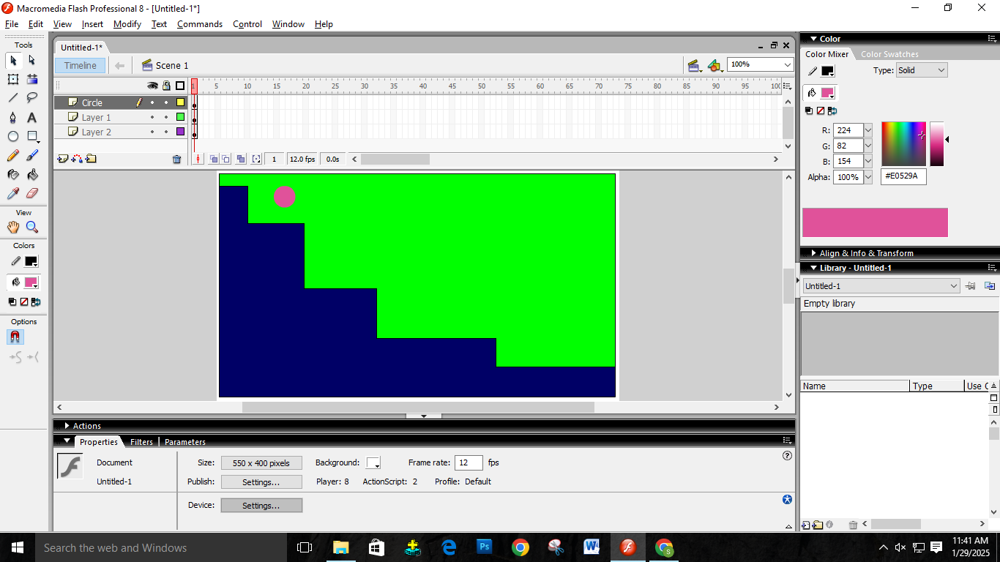 Macromedia Flash Professional 8 - [Untitled-1*]
File Edit View Insert Modify Text Commands Control Window Help
Tools
View
Colors
Options
Untitled-1*
Timeline Scene 1 100%
1 5 10 15 20 25 30 35 40 45 50 55 60 65 70 75 80 85 90 95 100
Circle
Layer 1
Layer 2
1 12.0 fps 0.0s
Actions
Properties Filters Parameters
Document
Untitled-1
Size: 550 x 400 pixels Background: Frame rate: 12 fps
Publish: Settings... Player: 8 ActionScript: 2 Profile: Default
Device: Settings...
Color
Color Mixer Color Swatches
Type: Solid
R: 224
G: 82
B: 154
Alpha: 100% #E0529A
Align & Info & Transform
Library - Untitled-1
Untitled-1
Empty library
Name Type Use C
Search the web and Windows
11:41 AM
1/29/2025